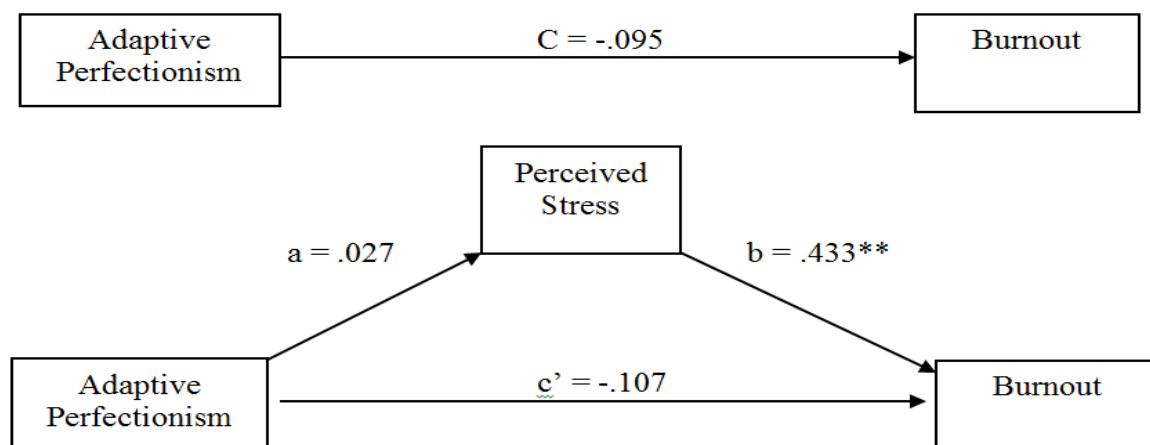 Adaptive
Perfectionism
C = -.095
Burnout
Perceived
Stress
a = .027
b = .433**
Adaptive
Perfectionism
c’ = -.107
Burnout